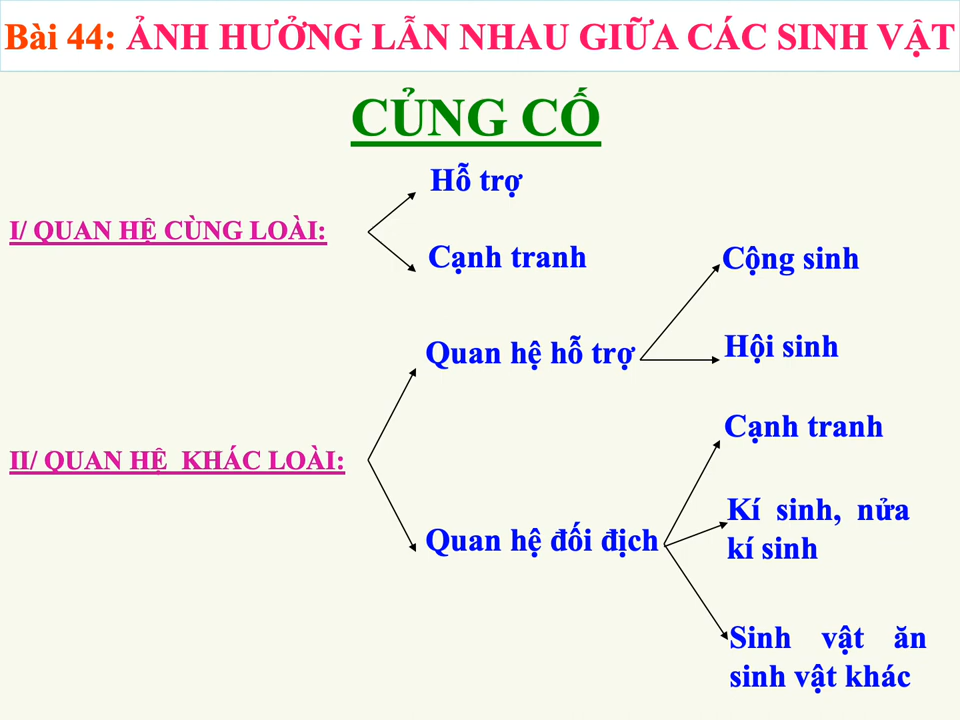 Bài 44: ẢNH HƯỞNG LẪN NHAU GIỮA CÁC SINH VẬT
CỦNG CỐ
I/ QUAN HỆ CÙNG LOÀI:
Hỗ trợ
Cạnh tranh
II/ QUAN HỆ KHÁC LOÀI:
Quan hệ hỗ trợ
Cộng sinh
Hội sinh
Quan hệ đối địch
Cạnh tranh
Kí sinh, nửa
kí sinh
Sinh vật ăn
sinh vật khác